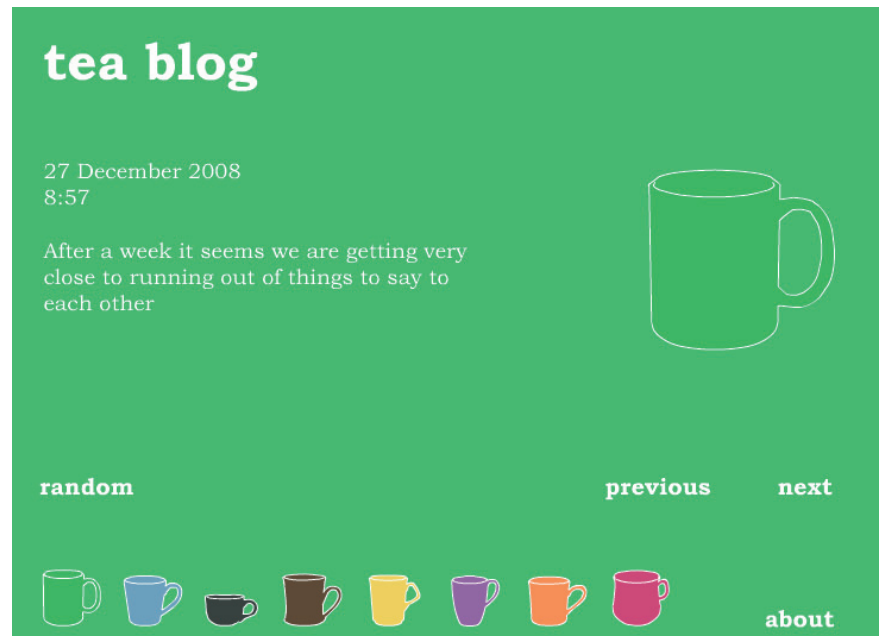 tea blog
27 December 2008
8:57
After a week it seems we are getting very
close to running out of things to say to
each other
random
previous next
about